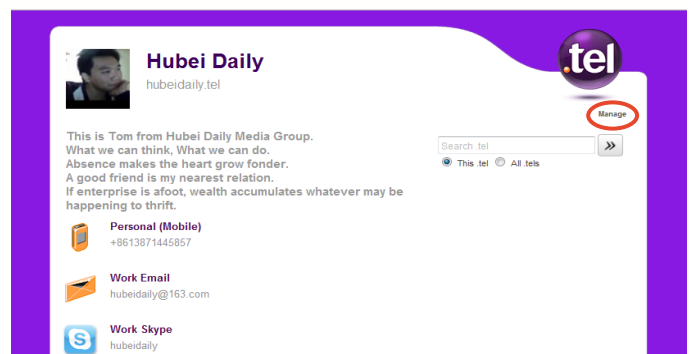 Hubei Daily
hubeidaily.tel
.tel
Manage
This is Tom from Hubei Daily Media Group.
What we can think, What we can do.
Absence makes the heart grow fonder.
A good friend is my nearest relation.
If enterprise is afoot, wealth accumulates whatever may be
happening to thrift.
Search .tel
This .tel All .tels
Personal (Mobile)
+8613871445857
Work Email
hubeidaily@163.com
Work Skype
hubeidaily